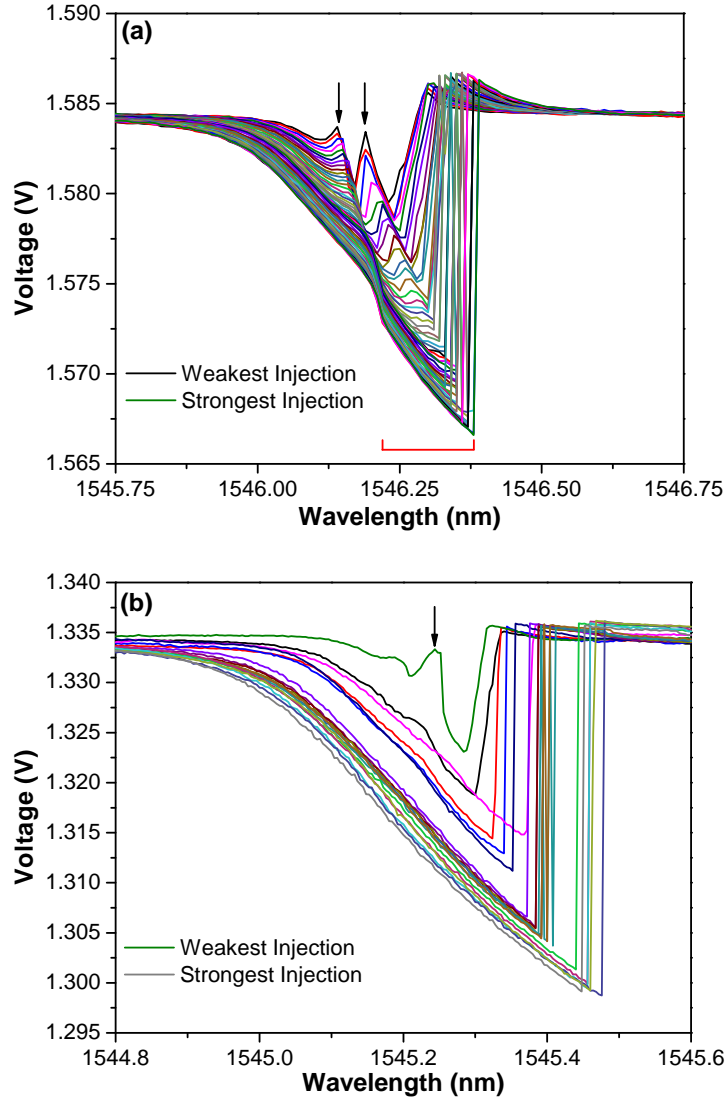 (a)
1.590
1.585
1.580
1.575
1.570
1.565
Voltage (V)
Weakest Injection
Strongest Injection
1545.75 1546.00 1546.25 1546.50 1546.75
Wavelength (nm)
(b)
1.340
1.335
1.330
1.325
1.320
1.315
1.310
1.305
1.300
1.295
Voltage (V)
Weakest Injection
Strongest Injection
1544.8 1545.0 1545.2 1545.4 1545.6
Wavelength (nm)